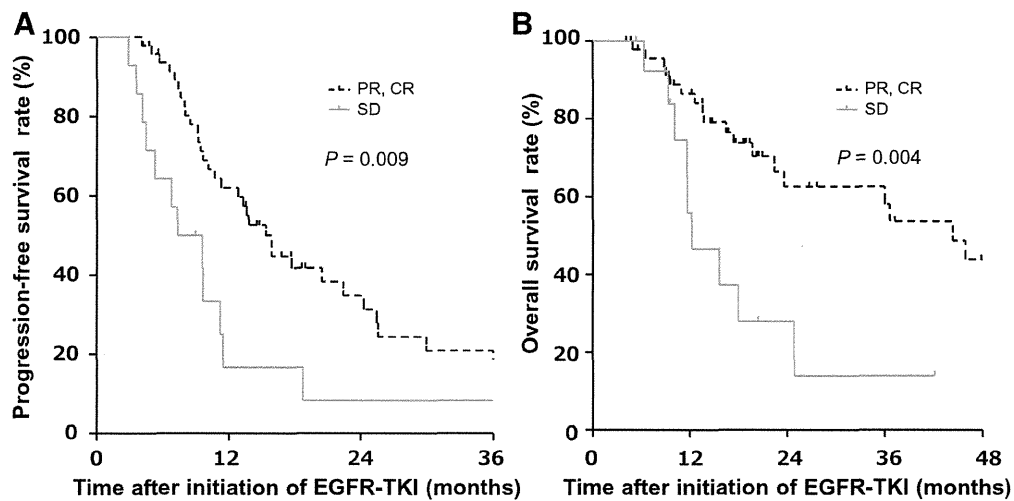 A
Progression-free survival rate (%)
100
80
60
40
20
0
0 12 24 36
Time after initiation of EGFR-TKI (months)
PR, CR
SD
P = 0.009
B
Overall survival rate (%)
100
80
60
40
20
0
0 12 24 36 48
Time after initiation of EGFR-TKI (months)
PR, CR
SD
P = 0.004